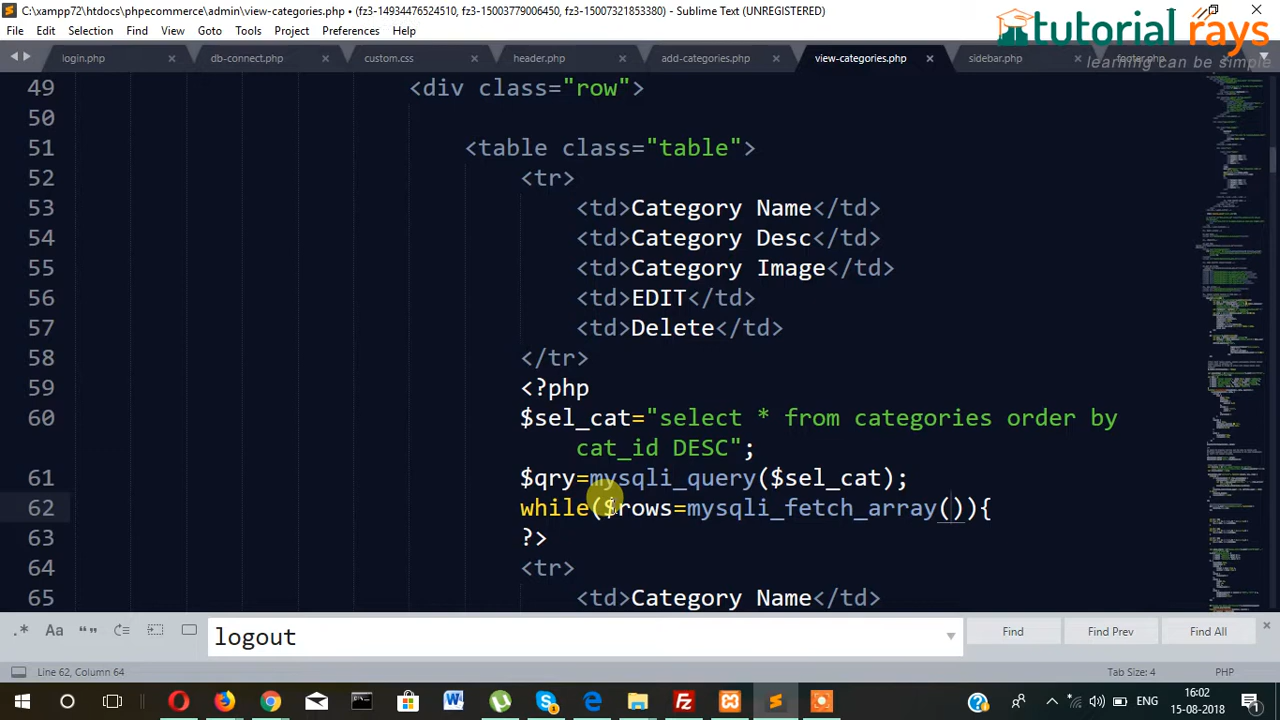 C:\xampp72\htdocs\phpecommerce\admin\view-categories.php • (fz3-14934476524510, fz3-15003779006450, fz3-15007321853380) - Sublime Text (UNREGISTERED)
File Edit Selection Find View Goto Tools Project Preferences Help
tutorial rays
learning can be simple
login.php × db-connect.php × custom.css × header.php × add-categories.php × view-categories.php × sidebar.php × footer.php
49 <div class="row">
50
51 <table class="table">
52 <tr>
53 <td>Category Name</td>
54 <td>Category Desc</td>
55 <td>Category Image</td>
56 <td>EDIT</td>
57 <td>Delete</td>
58 </tr>
59 <?php
60 $sel_cat="select * from categories order by
cat_id DESC";
61 $qry=mysqli_query($sel_cat);
62 while($rows=mysqli_fetch_array()){
63 ?>
64 <tr>
65 <td>Category Name</td>
.* Aa “” logout Find Find Prev Find All ×
Line 62, Column 64 Tab Size: 4 PHP
ENG 16:02
15-08-2018